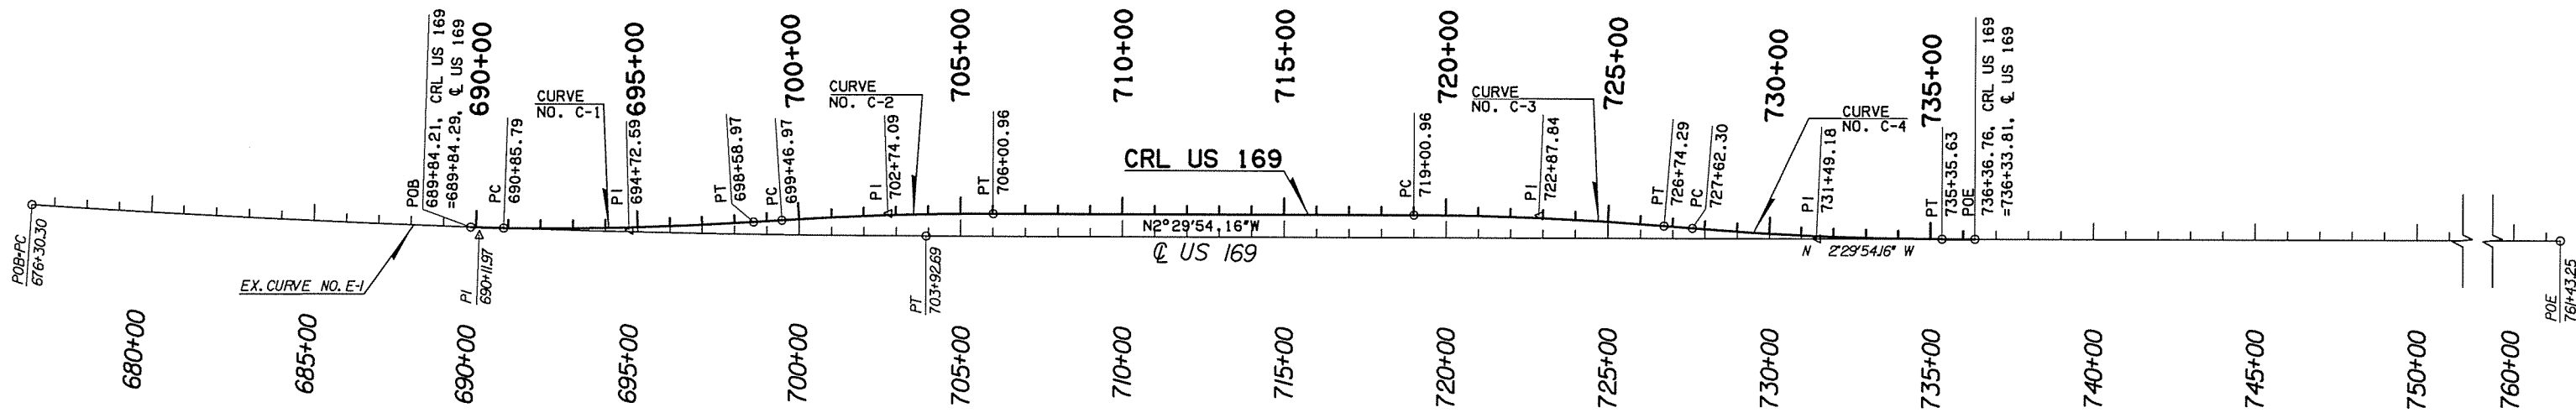 POB
689+84.21, CRL US 169
=689+84.29, ℄ US 169
690+00
PC
690+85.79
CURVE
NO. C-1
PI
694+72.59
695+00
PT
698+58.97
PC
699+46.97
700+00
CURVE
NO. C-2
PI
702+74.09
705+00
PT
706+00.96
710+00
CRL US 169
715+00
PC
719+00.96
720+00
CURVE
NO. C-3
PI
722+87.84
725+00
PT
726+74.29
PC
727+62.30
730+00
PI
731+49.18
CURVE
NO. C-4
735+00
PT
735+35.63
POE
736+36.76, CRL US 169
=736+33.81, ℄ US 169
POB=PC
676+30.30
EX. CURVE NO. E-1
PI
690+11.97
PT
703+92.69
N2°29'54.16"W
℄ US 169
N 2°29'54.16" W
POE
761+43.25
680+00
685+00
690+00
695+00
700+00
705+00
710+00
715+00
720+00
725+00
730+00
735+00
740+00
745+00
750+00
760+00